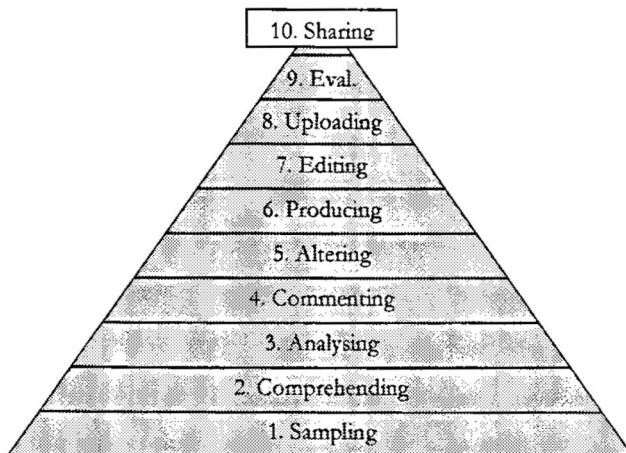 10. Sharing
9. Eval.
8. Uploading
7. Editing
6. Producing
5. Altering
4. Commenting
3. Analysing
2. Comprehending
1. Sampling